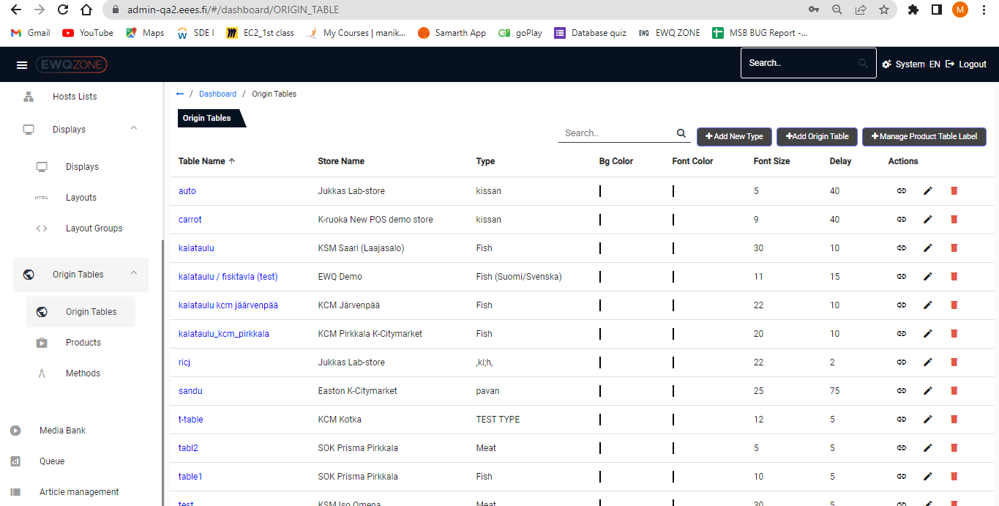 admin-qa2.eees.fi/#/dashboard/ORIGIN_TABLE
M
Gmail YouTube Maps SDE I EC2_1st class My Courses | manik... Samarth App goPlay Database quiz EWQ EWQ ZONE MSB BUG Report -...
EWQZONE Search.. System EN Logout
Hosts Lists
Displays
Displays
HTML Layouts
Layout Groups
Origin Tables
Origin Tables
Products
Methods
Media Bank
Queue
Article management
← / Dashboard / Origin Tables
Origin Tables
Search.. +Add New Type +Add Origin Table +Manage Product Table Label
Table Name ↑ Store Name Type Bg Color Font Color Font Size Delay Actions
auto Jukkas Lab-store kissan 5 40
carrot K-ruoka New POS demo store kissan 9 40
kalataulu KSM Saari (Laajasalo) Fish 30 10
kalataulu / fisktavla (test) EWQ Demo Fish (Suomi/Svenska) 11 15
kalataulu kcm jäärvenpää KCM Järvenpää Fish 22 10
kalataulu_kcm_pirkkala KCM Pirkkala K-Citymarket Fish 20 10
ricj Jukkas Lab-store ,kl;h, 22 2
sandu Easton K-Citymarket pavan 25 75
t-table KCM Kotka TEST TYPE 12 5
tabl2 SOK Prisma Pirkkala Meat 5 5
table1 SOK Prisma Pirkkala Fish 10 5
test KSM Iso Omena Meat 30 5